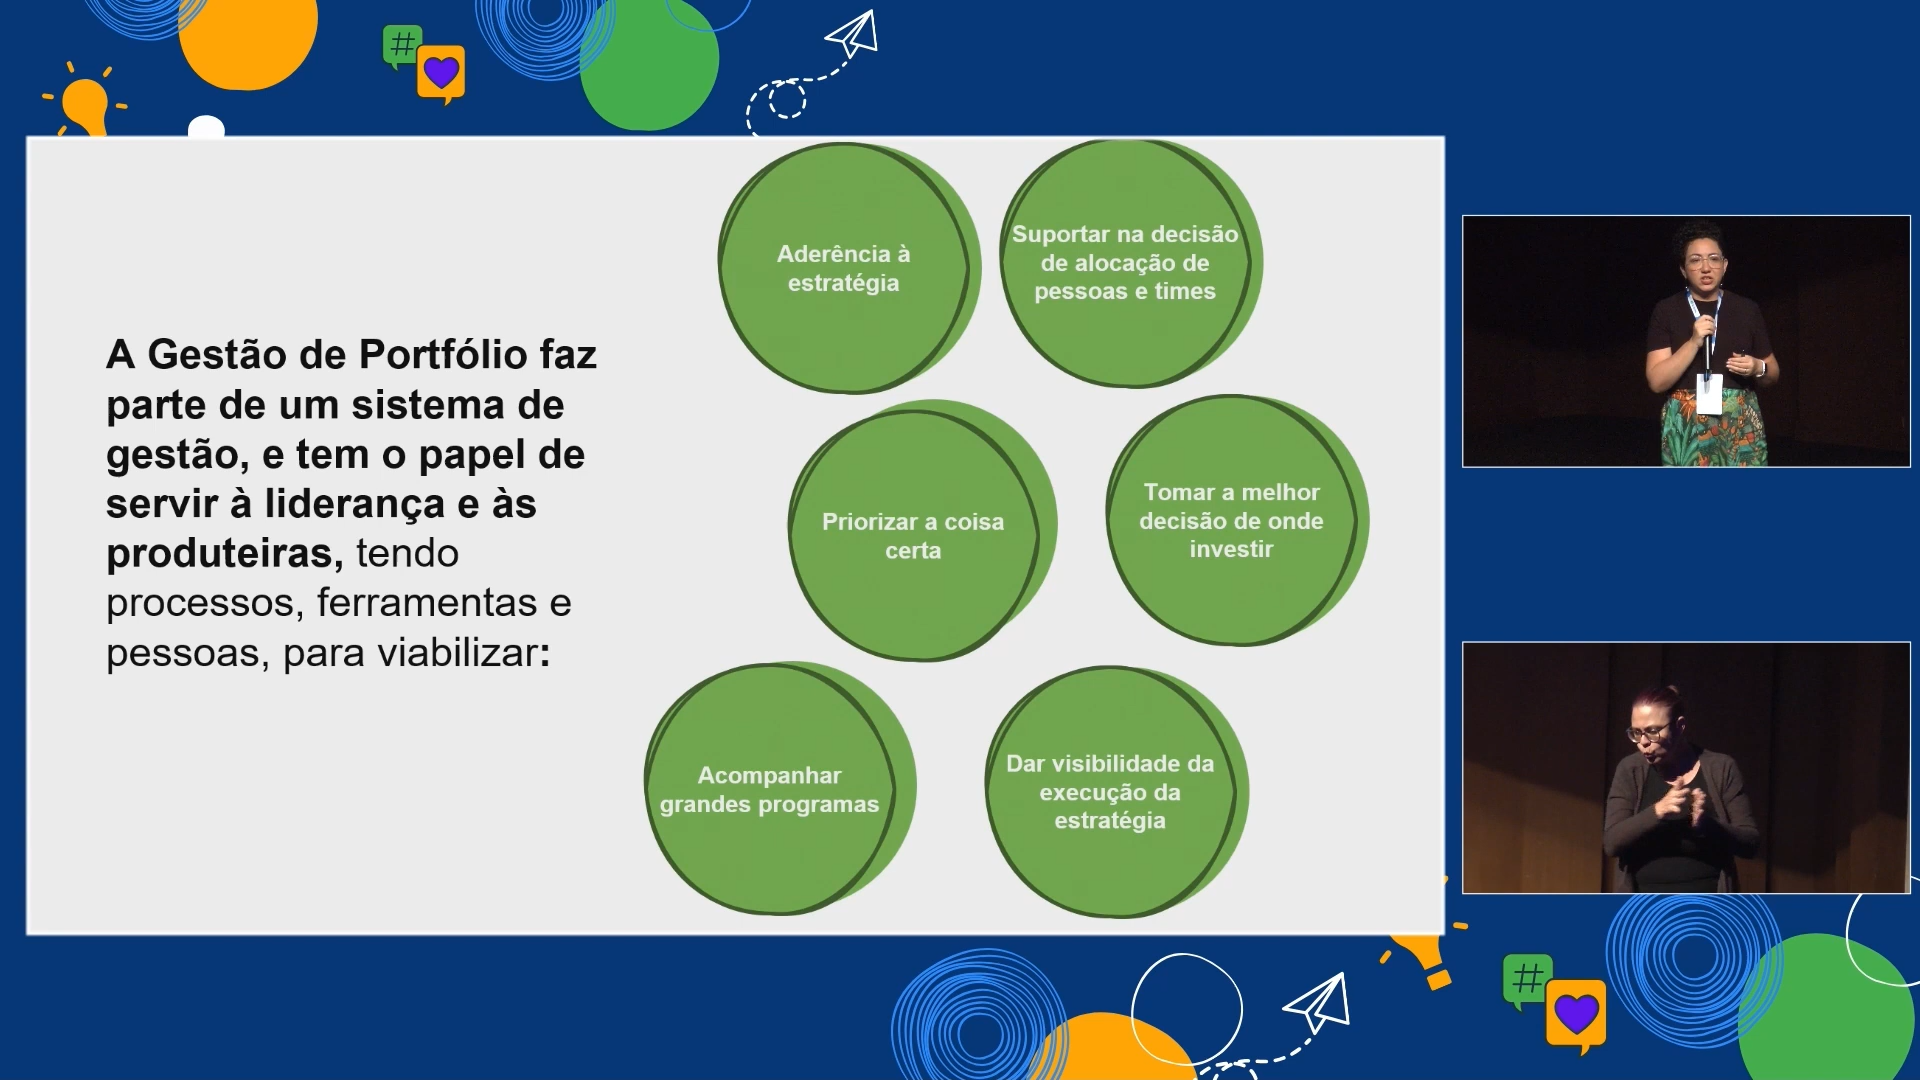 A Gestão de Portfólio faz
parte de um sistema de
gestão, e tem o papel de
servir à liderança e às
produteiras, tendo
processos, ferramentas e
pessoas, para viabilizar:
Aderência à
estratégia
Suportar na decisão
de alocação de
pessoas e times
Priorizar a coisa
certa
Tomar a melhor
decisão de onde
investir
Acompanhar
grandes programas
Dar visibilidade da
execução da
estratégia
#
#